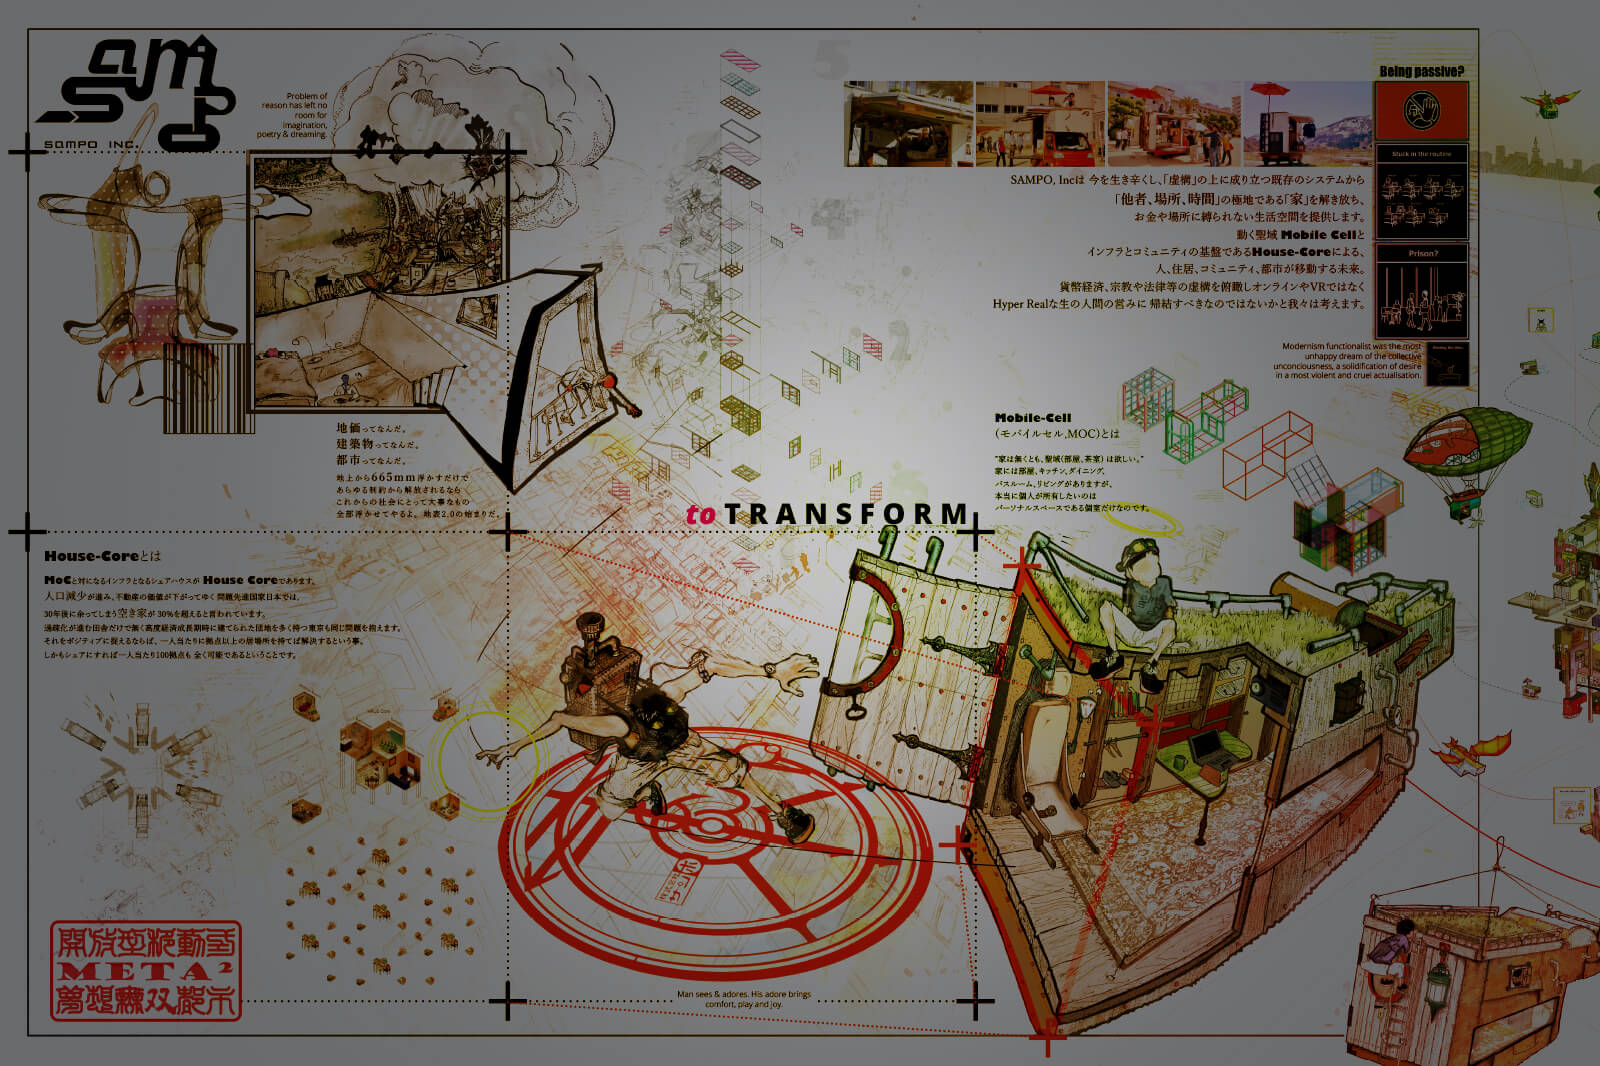 sampo
SAMPO INC.
Problem of
reason has left no
room for
imagination,
poetry & dreaming.
5
4
2
Being passive?
Stuck in the routine
Prison?
SAMPO, Incは 今を生き辛くし、「虚構」の上に成り立つ既存のシステムから
「他者、場所、時間」の極地である「家」を解き放ち、
お金や場所に縛られない生活空間を提供します。
動く聖域 Mobile Cellと
インフラとコミュニティの基盤であるHouse-Coreによる、
人、住居、コミュニティ、都市が移動する未来。
貨幣経済、宗教や法律等の虚構を俯瞰しオンラインやVRではなく
Hyper Realな生の人間の営みに 帰結すべきなのではないかと我々は考えます。
Modernism functionalist was the most
unhappy dream of the collective
unconciousness, a solidification of desire
in a most violent and cruel actualisation.
地価ってなんだ。
建築物ってなんだ。
都市ってなんだ。
地上から665mm浮かすだけで
あらゆる制約から解放されるなら
これからの社会にとって大事なもの
全部浮かせてやるよ。地表2.0の始まりだ。
Mobile-Cell
(モバイルセル,MOC)とは
"家は無くとも、聖域(部屋、茶室) は欲しい。"
家には部屋、キッチン、ダイニング、
バスルーム、リビングがありますが、
本当に個人が所有したいのは
パーソナルスペースである個室だけなのです。
to TRANSFORM
House-Coreとは
MoCと対になるインフラとなるシェアハウスが House Coreであります。
人口減少が進み、不動産の価値が下がってゆく問題先進国家日本では、
30年後に余ってしまう空き家が30%を超えると言われています。
過疎化が進む田舎だけで無く高度経済成長期時に建てられた団地を多く持つ東京も同じ問題を抱えます。
それをポジティブに捉えるならば、一人当たりに拠点以上の居場所を持てば解決するという事。
しかもシェアにすれば一人当たり100拠点も 全く可能であるということです。
株式会社
サンポ
META²
Man sees & adores. His adore brings
comfort, play and joy.